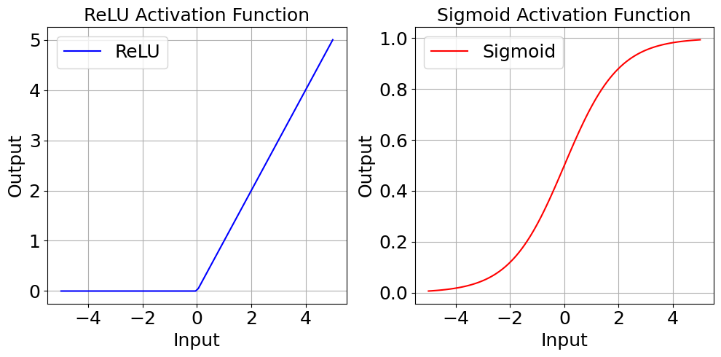 ReLU Activation Function
ReLU
5
4
3
2
1
0
Output
−4 −2 0 2 4
Input
Sigmoid Activation Function
Sigmoid
1.0
0.8
0.6
0.4
0.2
0.0
Output
−4 −2 0 2 4
Input